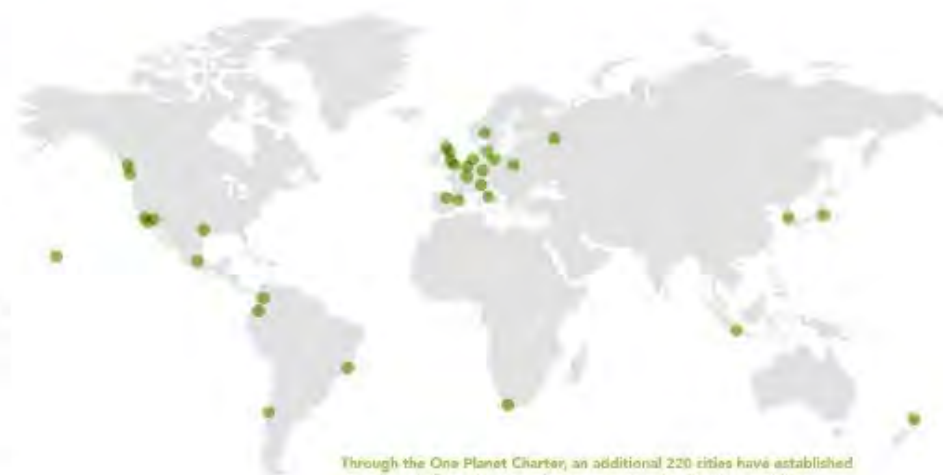 Through the One Planet Charter, an additional 220 cities have established